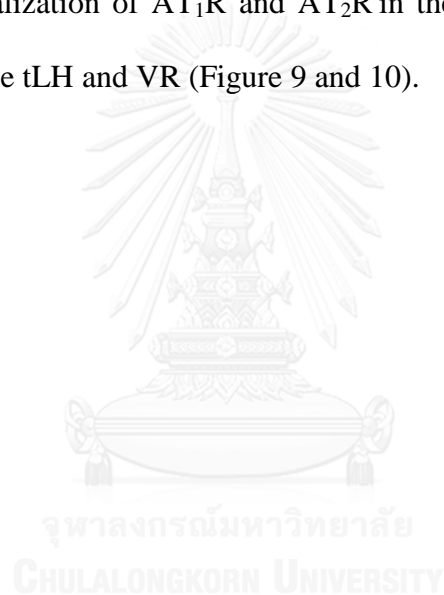 alization of AT₁R and AT₂R in the
e tLH and VR (Figure 9 and 10).
จุฬาลงกรณ์มหาวิทยาลัย
CHULALONGKORN UNIVERSITY